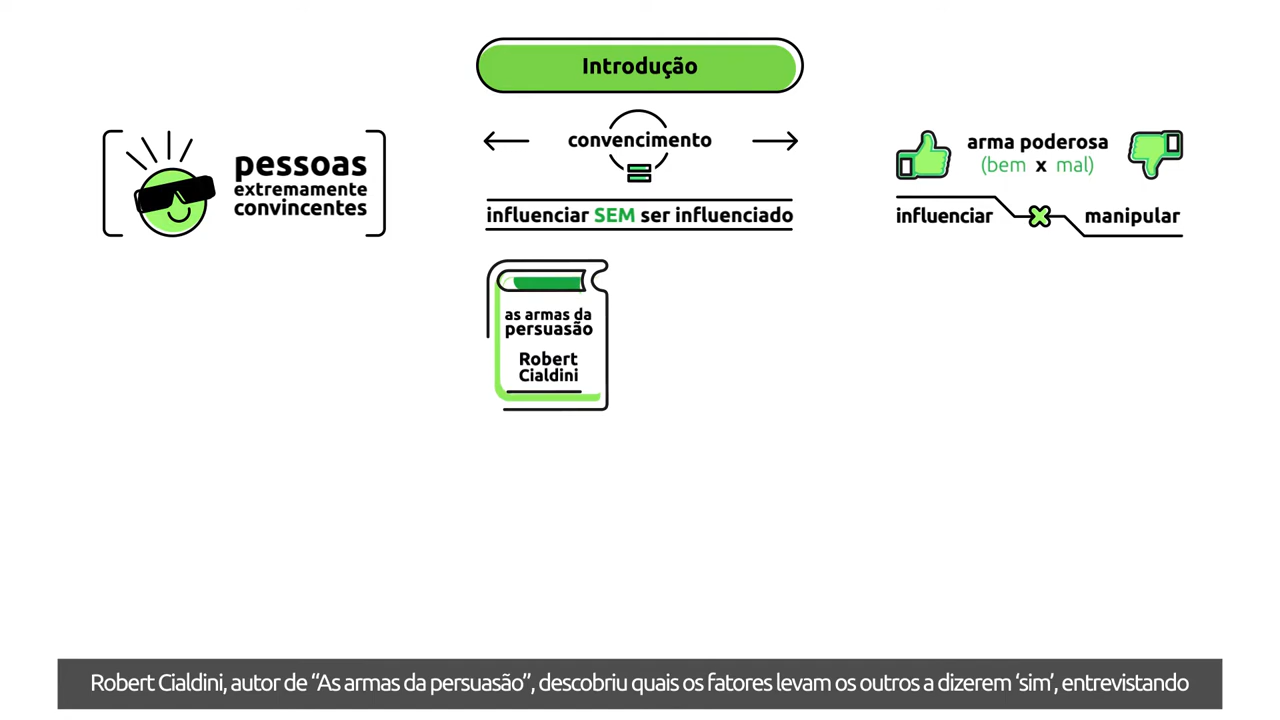 Introdução
pessoas
extremamente
convincentes
convencimento
influenciar SEM ser influenciado
arma poderosa
(bem x mal)
influenciar
manipular
as armas da
persuasão
Robert
Cialdini
Robert Cialdini, autor de “As armas da persuasão”, descobriu quais os fatores levam os outros a dizerem ‘sim’, entrevistando